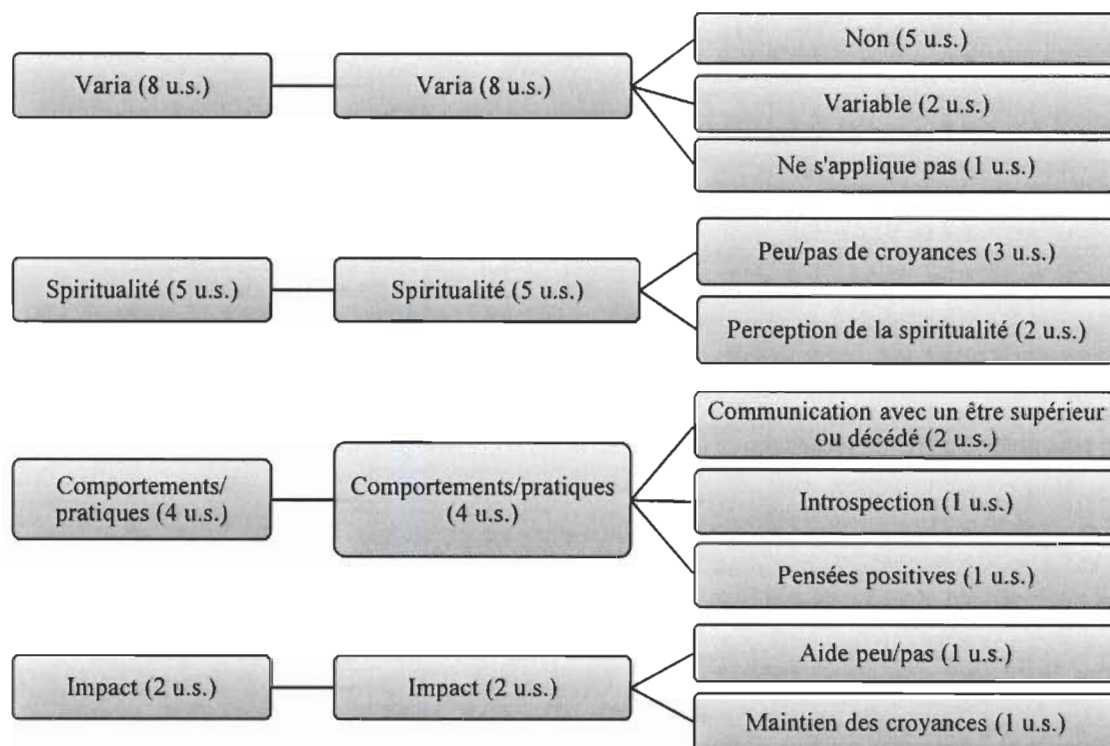 Varia (8 u.s.)
Varia (8 u.s.)
Non (5 u.s.)
Variable (2 u.s.)
Ne s'applique pas (1 u.s.)
Spiritualité (5 u.s.)
Spiritualité (5 u.s.)
Peu/pas de croyances (3 u.s.)
Perception de la spiritualité (2 u.s.)
Comportements/
pratiques (4 u.s.)
Comportements/pratiques
(4 u.s.)
Communication avec un être supérieur
ou décédé (2 u.s.)
Introspection (1 u.s.)
Pensées positives (1 u.s.)
Impact (2 u.s.)
Impact (2 u.s.)
Aide peu/pas (1 u.s.)
Maintien des croyances (1 u.s.)